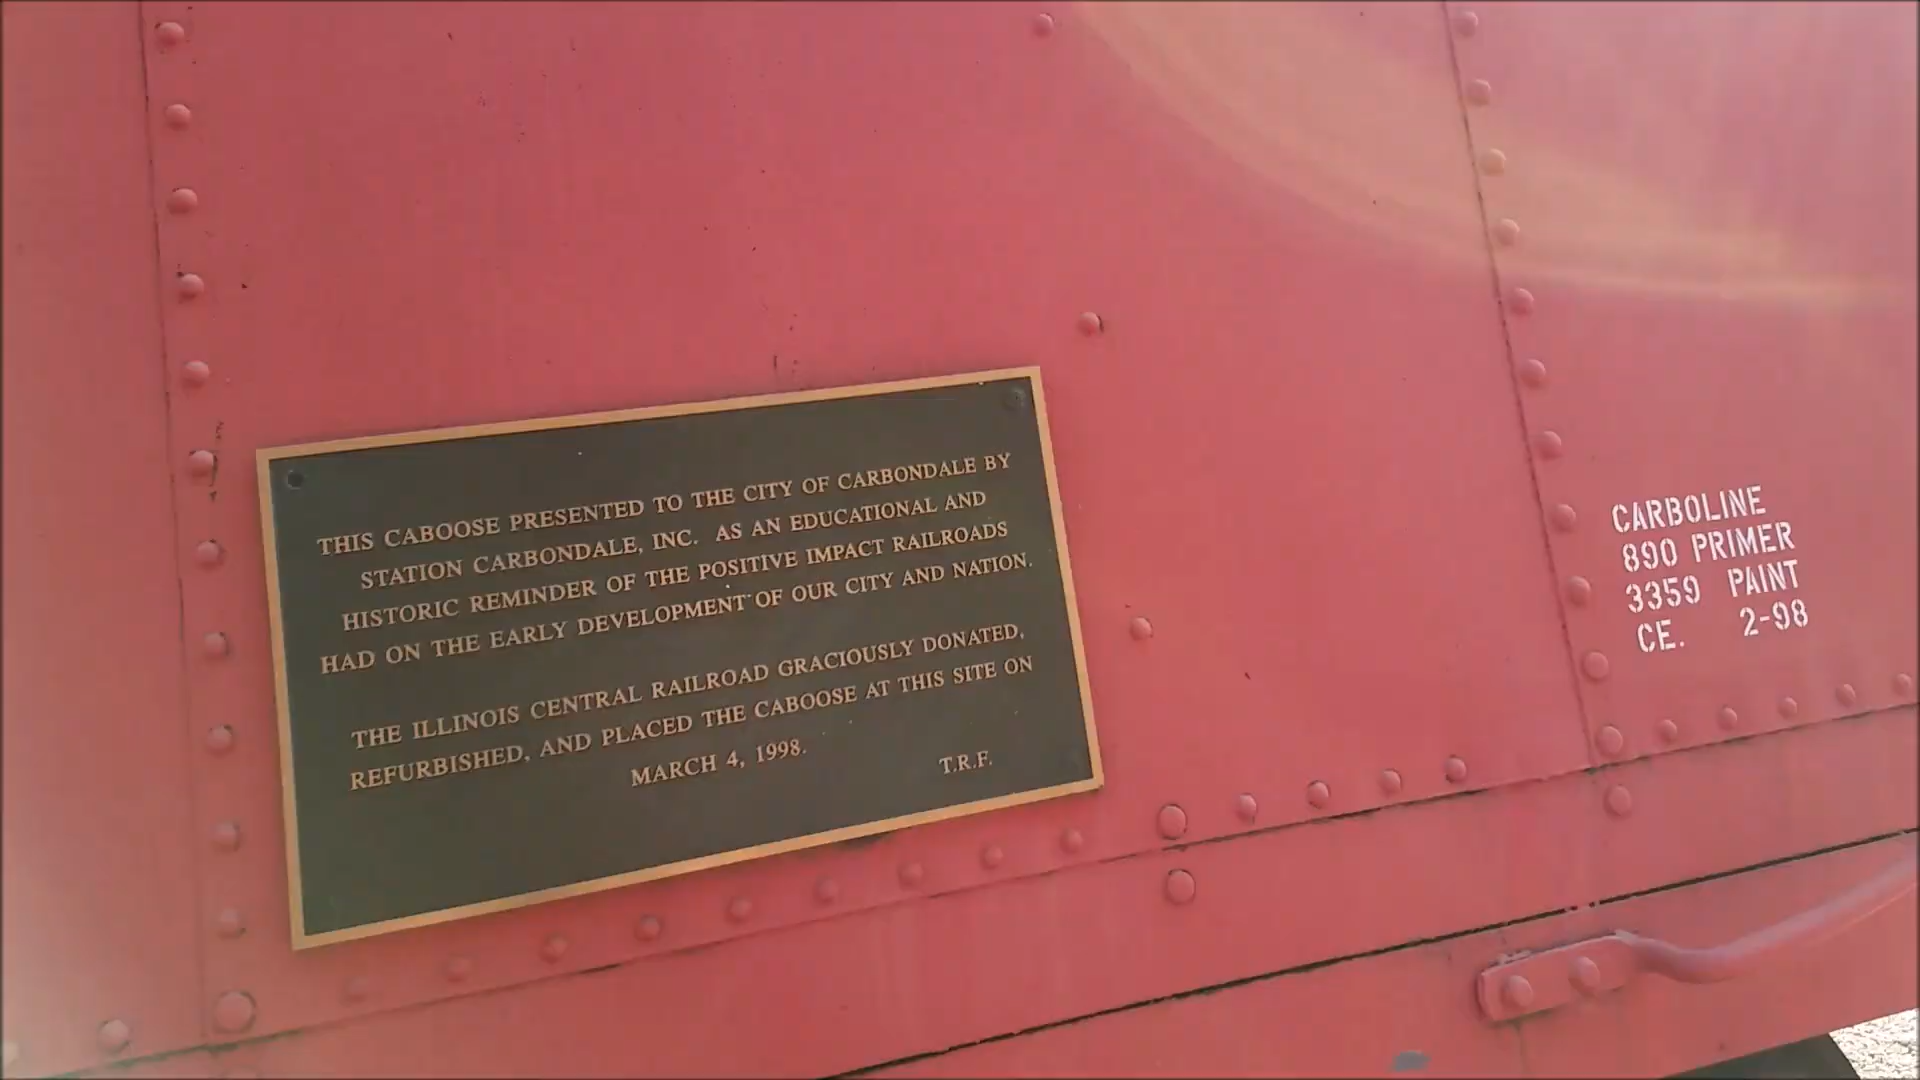 THIS CABOOSE PRESENTED TO THE CITY OF CARBONDALE BY
STATION CARBONDALE, INC. AS AN EDUCATIONAL AND
HISTORIC REMINDER OF THE POSITIVE IMPACT RAILROADS
HAD ON THE EARLY DEVELOPMENT OF OUR CITY AND NATION.
THE ILLINOIS CENTRAL RAILROAD GRACIOUSLY DONATED,
REFURBISHED, AND PLACED THE CABOOSE AT THIS SITE ON
MARCH 4, 1998.
T.R.F.
CARBOLINE
890 PRIMER
3359 PAINT
CE. 2-98